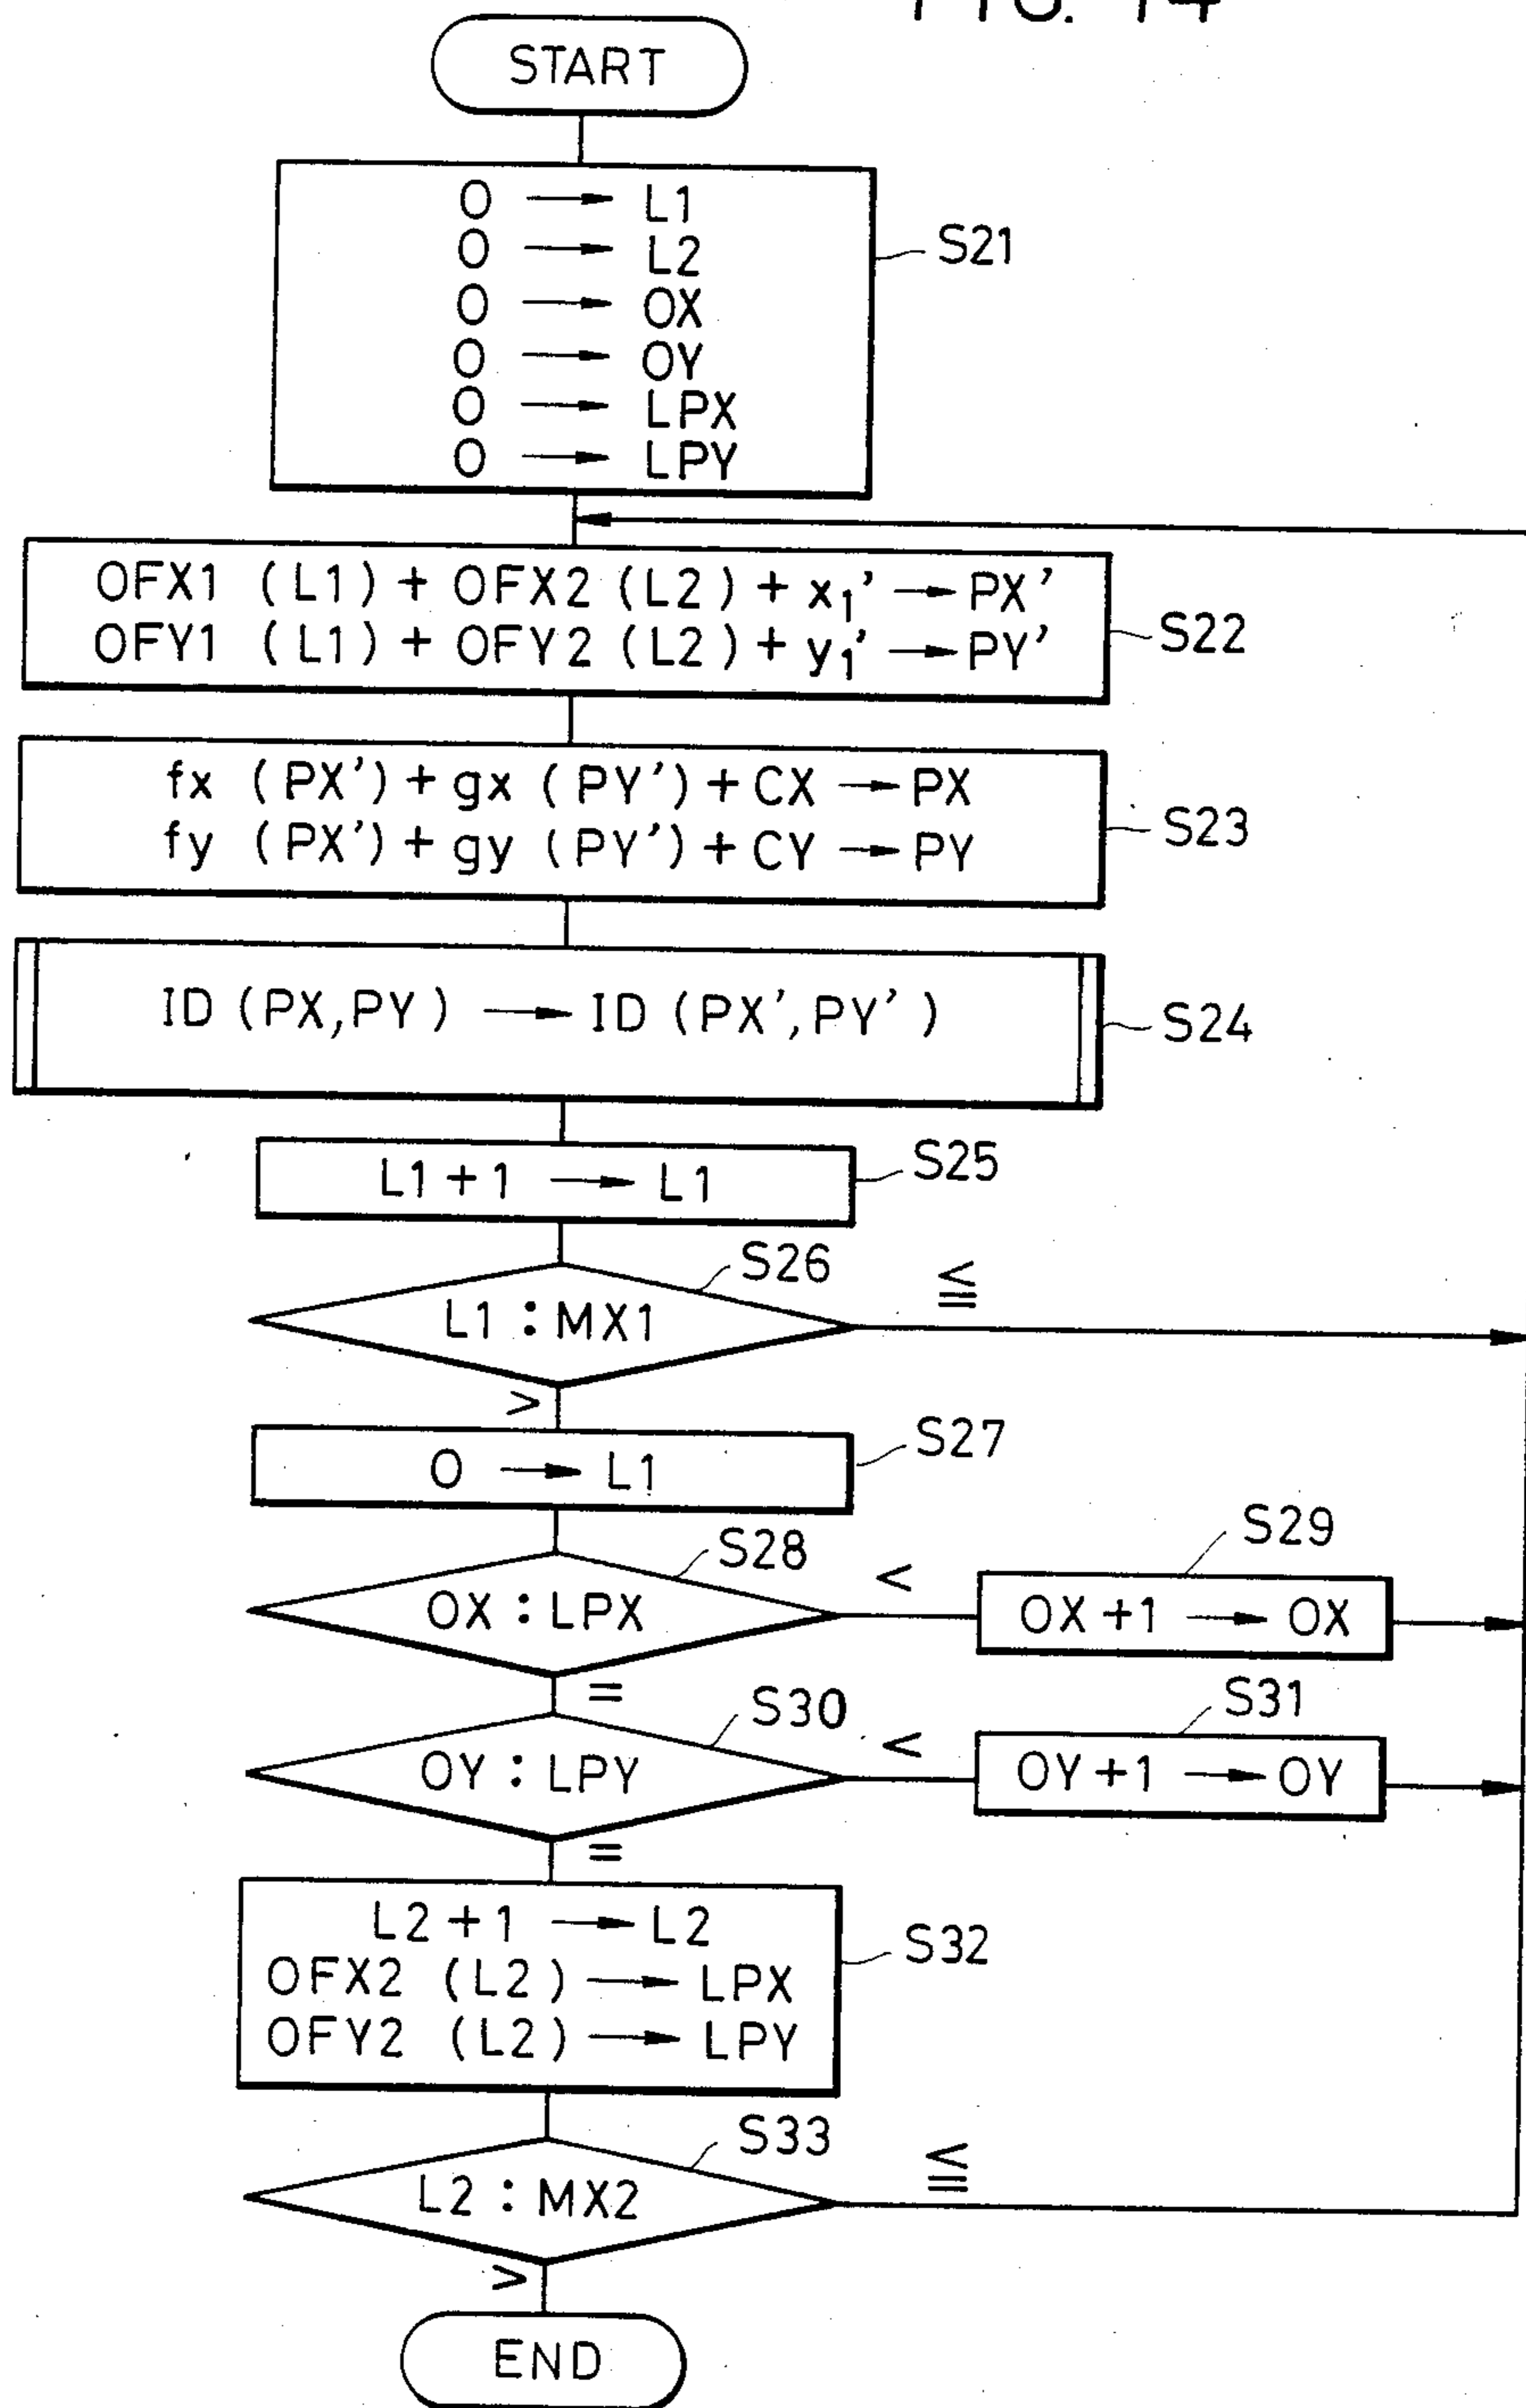 FIG. 14
START
0 → L1
0 → L2
0 → OX
0 → OY
0 → LPX
0 → LPY
S21
OFX1 (L1) + OFX2 (L2) + x₁' → PX'
OFY1 (L1) + OFY2 (L2) + y₁' → PY'
S22
fx (PX') + gx (PY') + CX → PX
fy (PX') + gy (PY') + CY → PY
S23
ID (PX,PY) → ID (PX',PY')
S24
L1 + 1 → L1
S25
S26
≦
L1 : MX1
>
S27
0 → L1
S28
<
S29
OX : LPX
OX +1 → OX
=
S30
<
S31
OY : LPY
OY +1 → OY
=
L2 + 1 → L2
OFX2 (L2) → LPX
OFY2 (L2) → LPY
S32
S33
≦
L2 : MX2
>
END